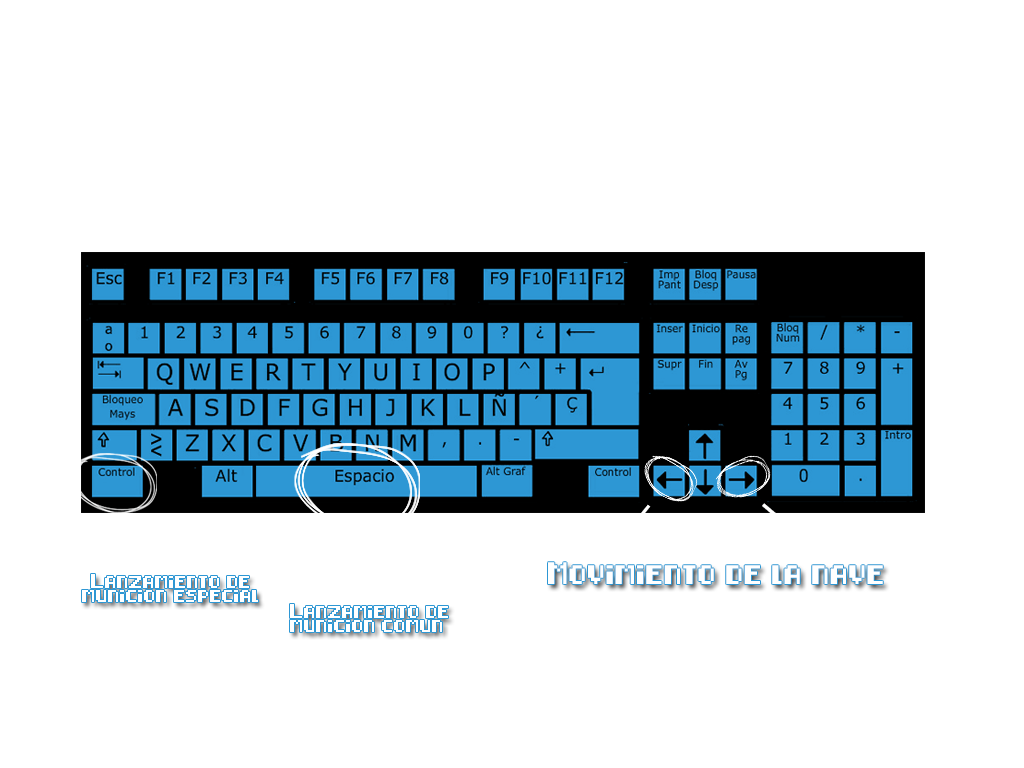 Esc F1 F2 F3 F4 F5 F6 F7 F8 F9 F10 F11 F12 Imp Pant Bloq Desp Pausa
a o 1 2 3 4 5 6 7 8 9 0 ? ¿ ← Inser Inicio Re pag Bloq Num / * -
Q W E R T Y U I O P ^ + ↵ Supr Fin Av Pg 7 8 9 +
Bloqueo Mays A S D F G H J K L Ñ ´ Ç 4 5 6
⇧ > < Z X C V B N M , . - ⇧ ↑ 1 2 3 Intro
Control Alt Espacio Alt Graf Control ← ↓ → 0 .
Movimiento de la nave
Lanzamiento de
municion especial
Lanzamiento de
municion comun